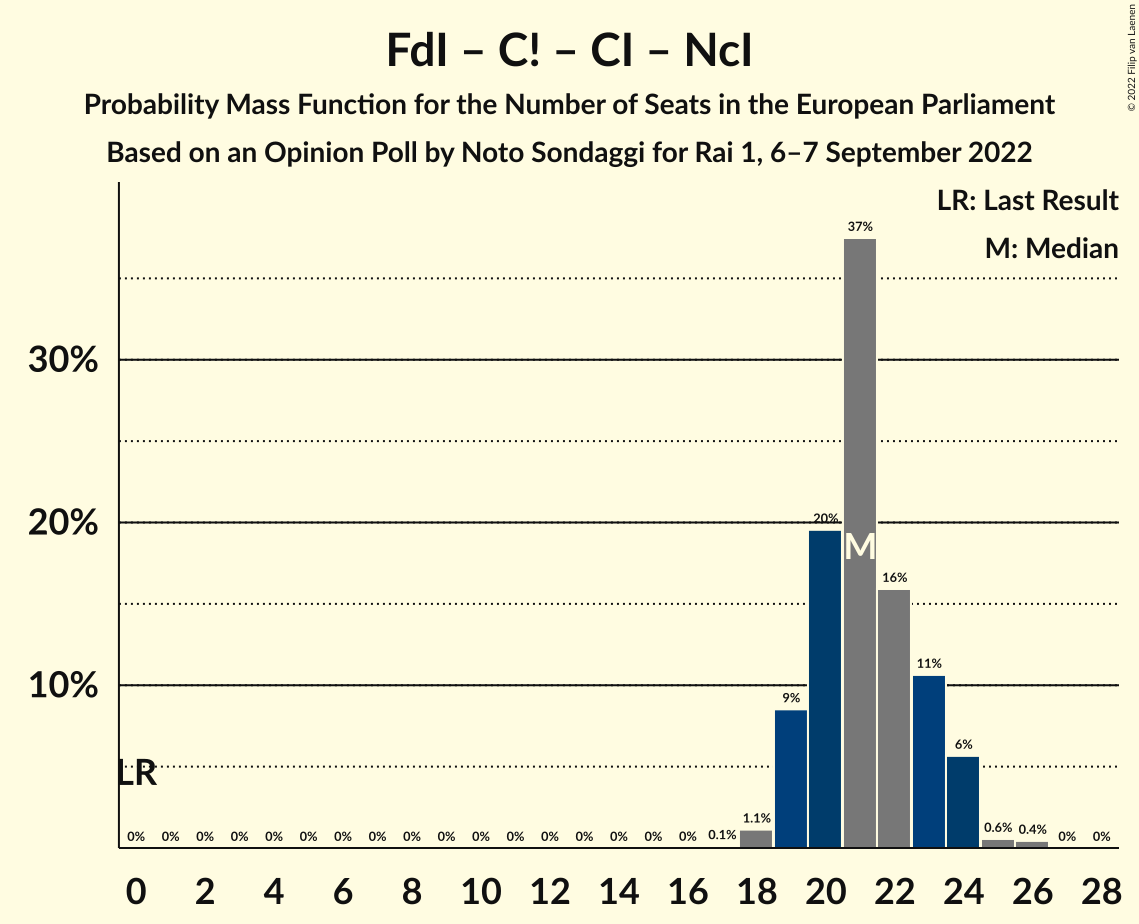 FdI – C! – CI – NcI
Probability Mass Function for the Number of Seats in the European Parliament
Based on an Opinion Poll by Noto Sondaggi for Rai 1, 6–7 September 2022
© 2022 Filip van Laenen
LR: Last Result
M: Median
30%
20%
10%
LR
M
0% 0% 0% 0% 0% 0% 0% 0% 0% 0% 0% 0% 0% 0% 0% 0% 0% 0.1% 1.1% 9% 20% 37% 16% 11% 6% 0.6% 0.4% 0% 0%
0 2 4 6 8 10 12 14 16 18 20 22 24 26 28